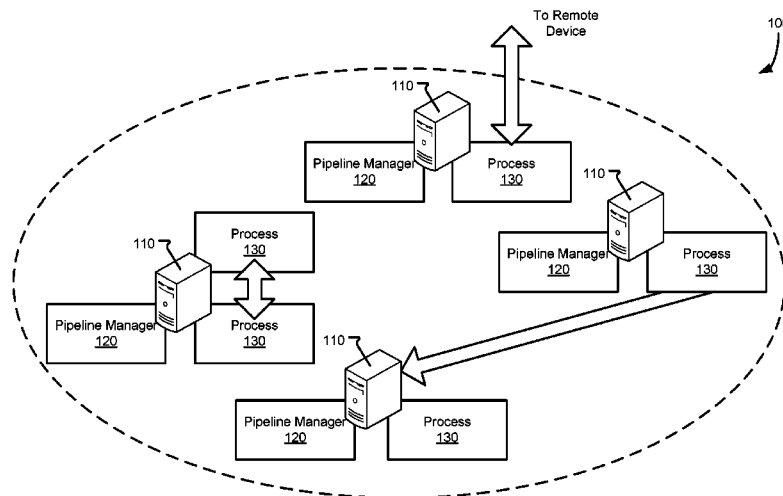 To Remote
Device
10
110
Pipeline Manager
120
Process
130
110
Pipeline Manager
120
Process
130
110
Process
130
Pipeline Manager
120
Process
130
110
Pipeline Manager
120
Process
130